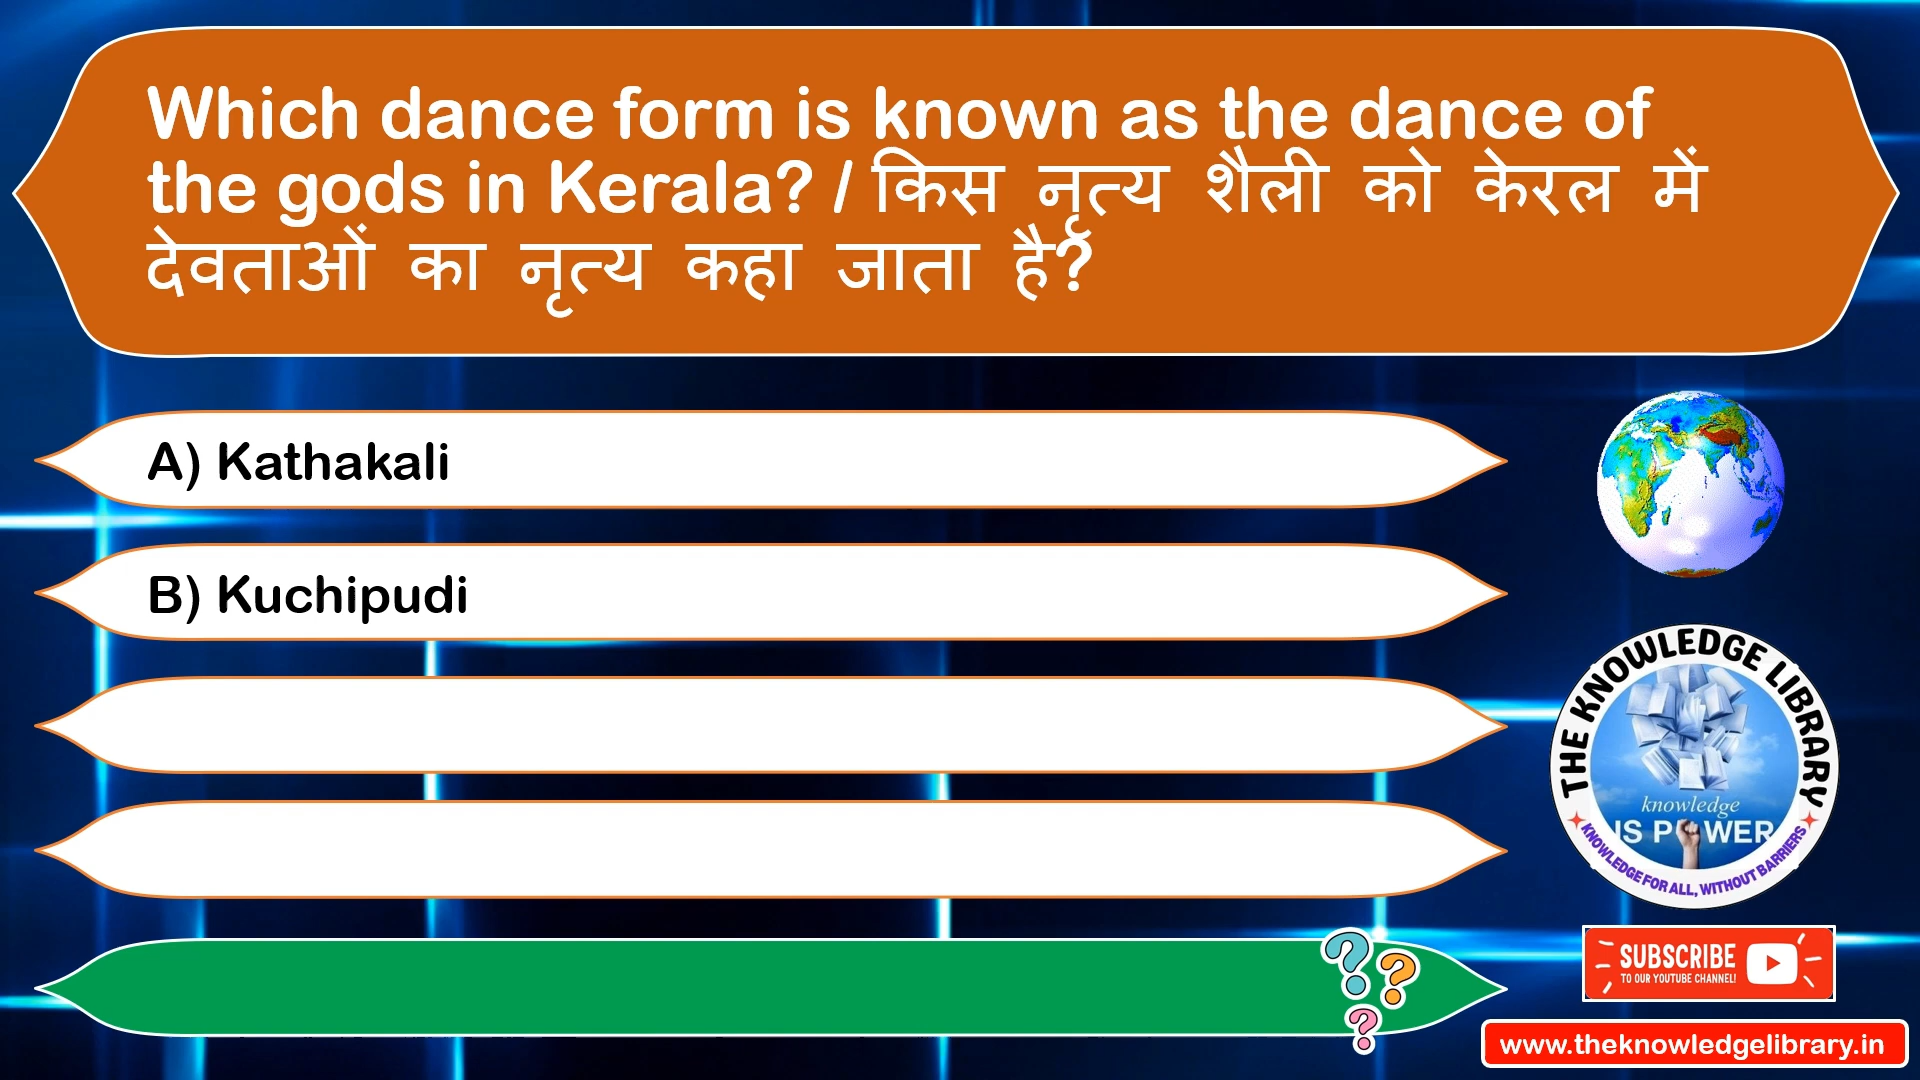 Which dance form is known as the dance of
the gods in Kerala? / किस नृत्य शैली को केरल में
देवताओं का नृत्य कहा जाता है?
A) Kathakali
B) Kuchipudi
THE KNOWLEDGE LIBRARY
knowledge
IS POWER
KNOWLEDGE FOR ALL, WITHOUT BARRIERS
SUBSCRIBE
TO OUR YOUTUBE CHANNEL!
www.theknowledgelibrary.in